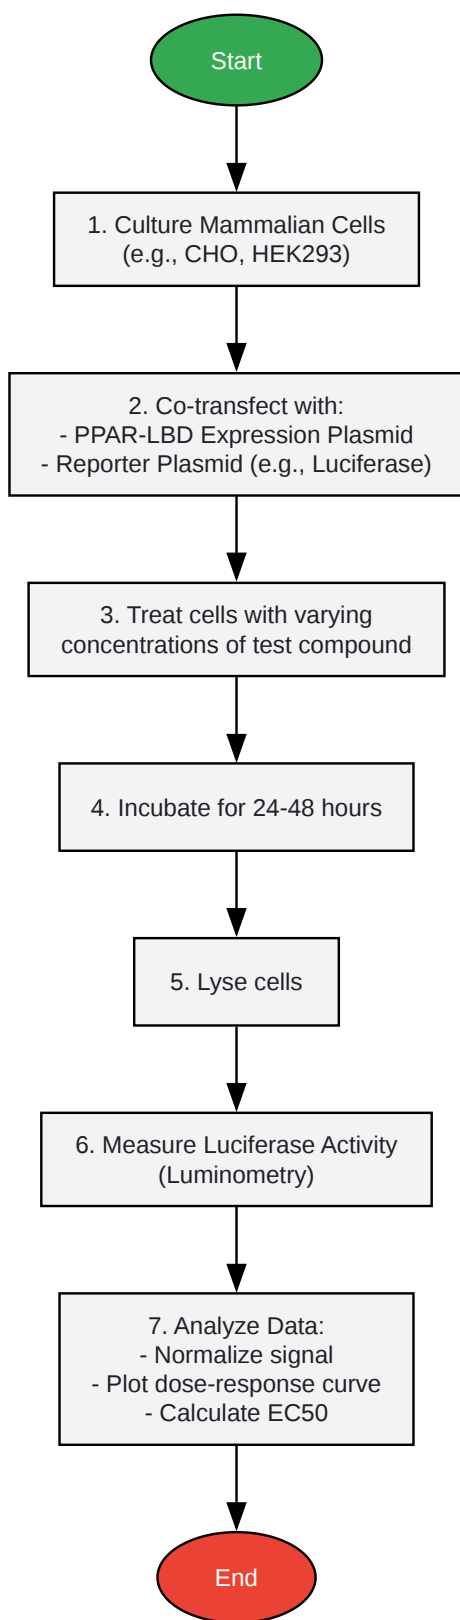 Start
1. Culture Mammalian Cells
(e.g., CHO, HEK293)
2. Co-transfect with:
- PPAR-LBD Expression Plasmid
- Reporter Plasmid (e.g., Luciferase)
3. Treat cells with varying
concentrations of test compound
4. Incubate for 24-48 hours
5. Lyse cells
6. Measure Luciferase Activity
(Luminometry)
7. Analyze Data:
- Normalize signal
- Plot dose-response curve
- Calculate EC50
End